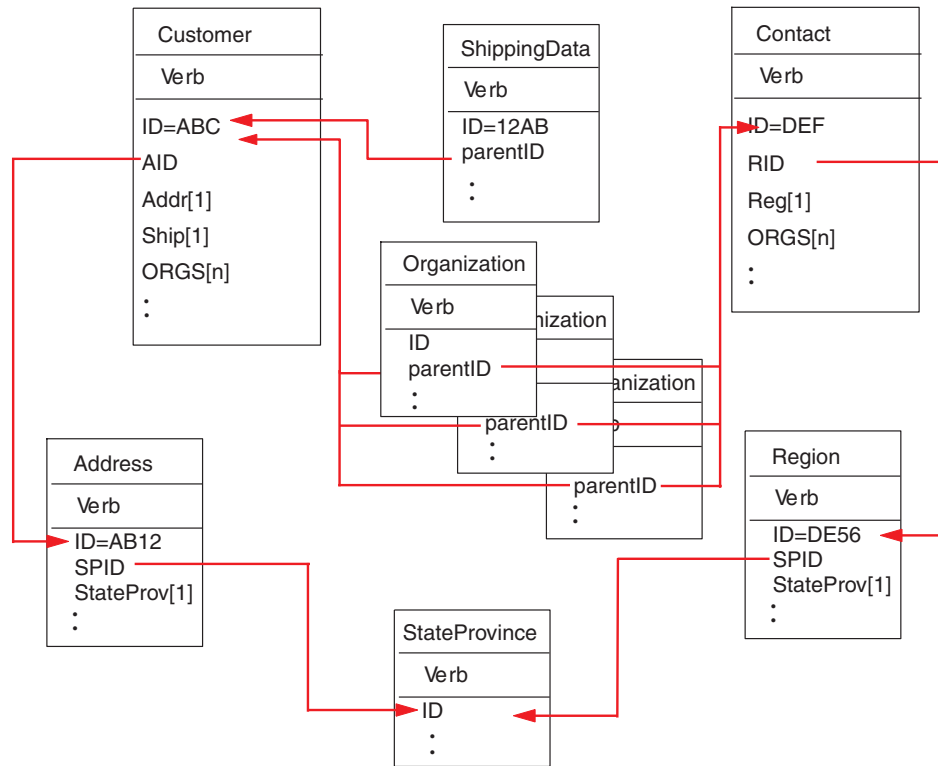 Customer
Verb
ID=ABC
AID
Addr[1]
Ship[1]
ORGS[n]
:
ShippingData
Verb
ID=12AB
parentID
:
Contact
Verb
ID=DEF
RID
Reg[1]
ORGS[n]
:
Organization
Verb
ID
parentID
:
nization
parentID
:
anization
parentID
:
Address
Verb
ID=AB12
SPID
StateProv[1]
:
StateProvince
Verb
ID
:
Region
Verb
ID=DE56
SPID
StateProv[1]
: